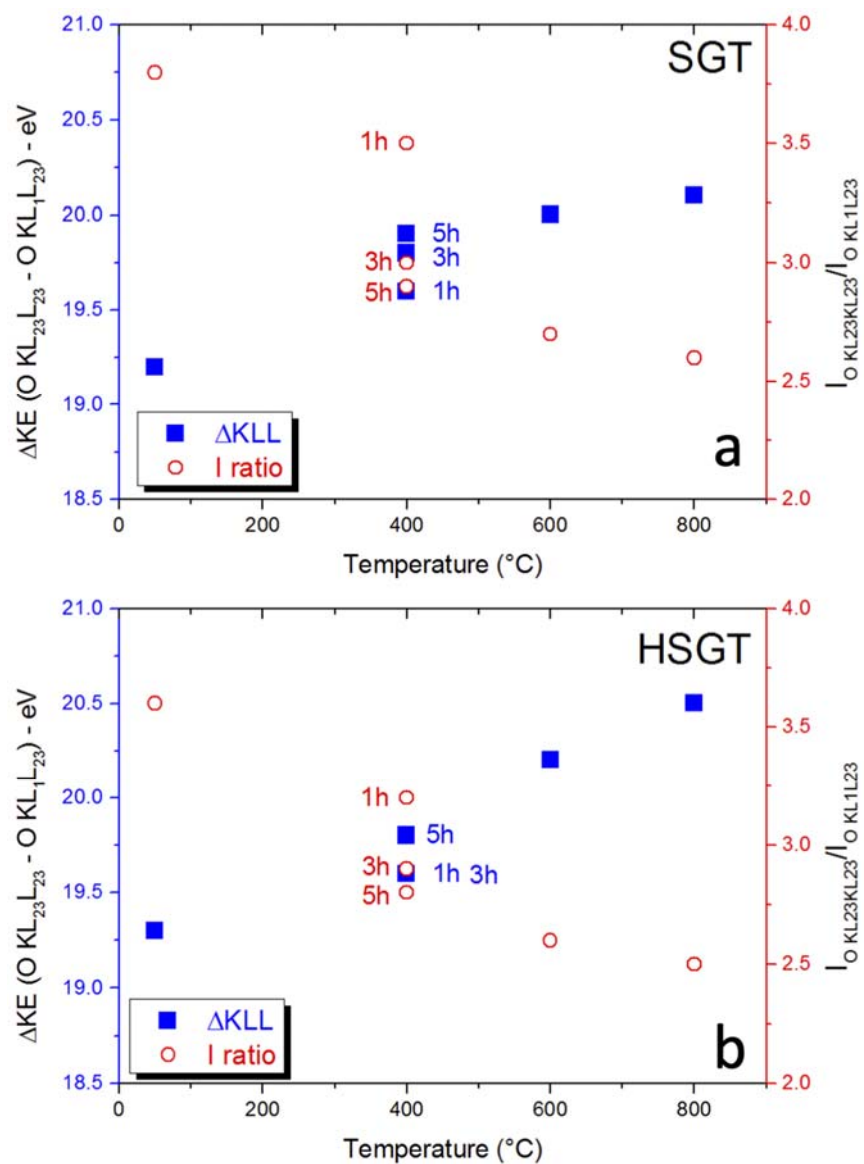 SGT
21.0
20.5
20.0
19.5
19.0
18.5
ΔKE (O KL23L23 - O KL1L23) - eV
4.0
3.5
3.0
2.5
2.0
I O KL23KL23/I O KL1L23
1h
5h
3h
3h
5h
1h
ΔKLL
I ratio
a
0 200 400 600 800
Temperature (°C)
HSGT
21.0
20.5
20.0
19.5
19.0
18.5
ΔKE (O KL23L23 - O KL1L23) - eV
4.0
3.5
3.0
2.5
2.0
I O KL23KL23/I O KL1L23
1h
5h
3h
1h 3h
5h
ΔKLL
I ratio
b
0 200 400 600 800
Temperature (°C)